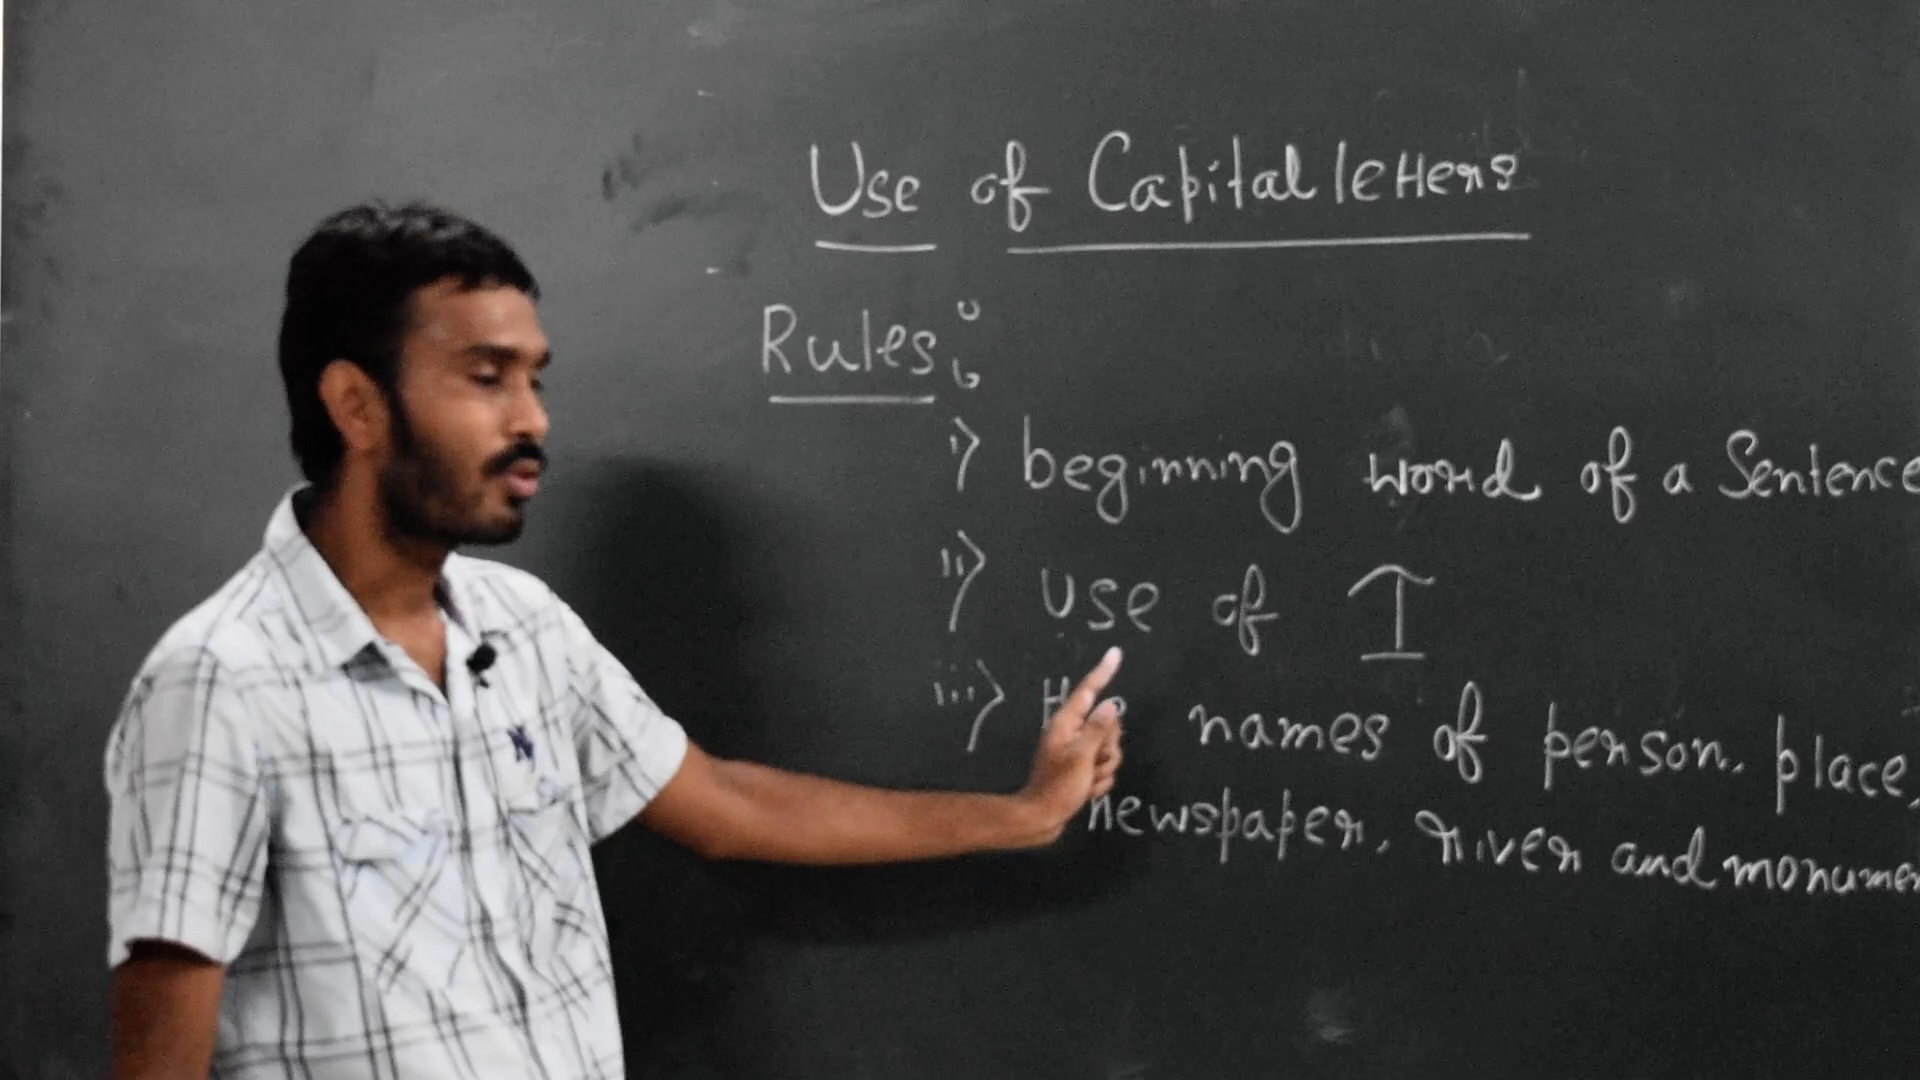 Use of Capital letters
Rules:
i) beginning word of a Sentence
ii) use of I
iii) names of person, place,
newspaper, river and